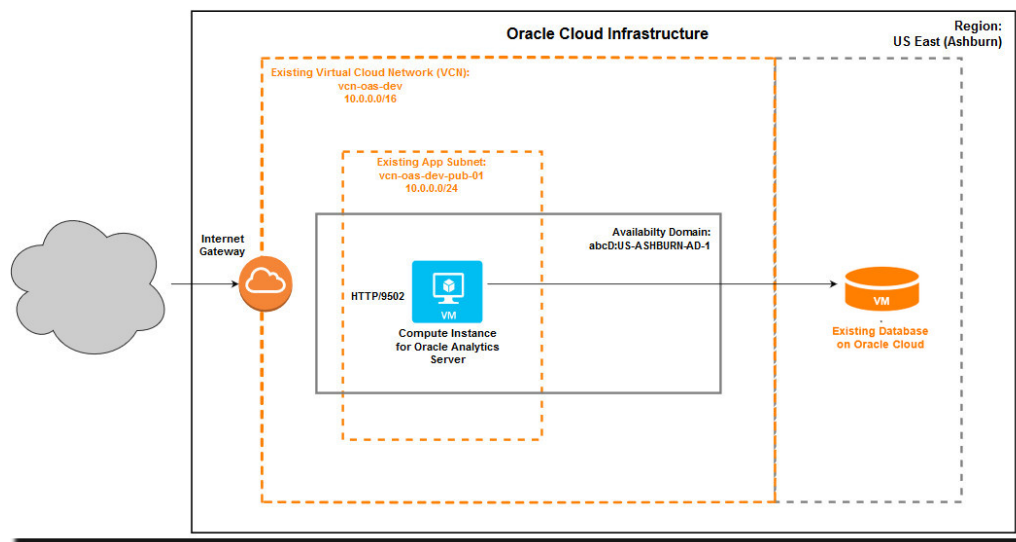 Oracle Cloud Infrastructure
Region:
US East (Ashburn)
Existing Virtual Cloud Network (VCN):
vcn-oas-dev
10.0.0.0/16
Existing App Subnet:
vcn-oas-dev-pub-01
10.0.0.0/24
Availabilty Domain:
abcD:US-ASHBURN-AD-1
Internet
Gateway
HTTP/9502
VM
Compute Instance
for Oracle Analytics
Server
VM
Existing Database
on Oracle Cloud